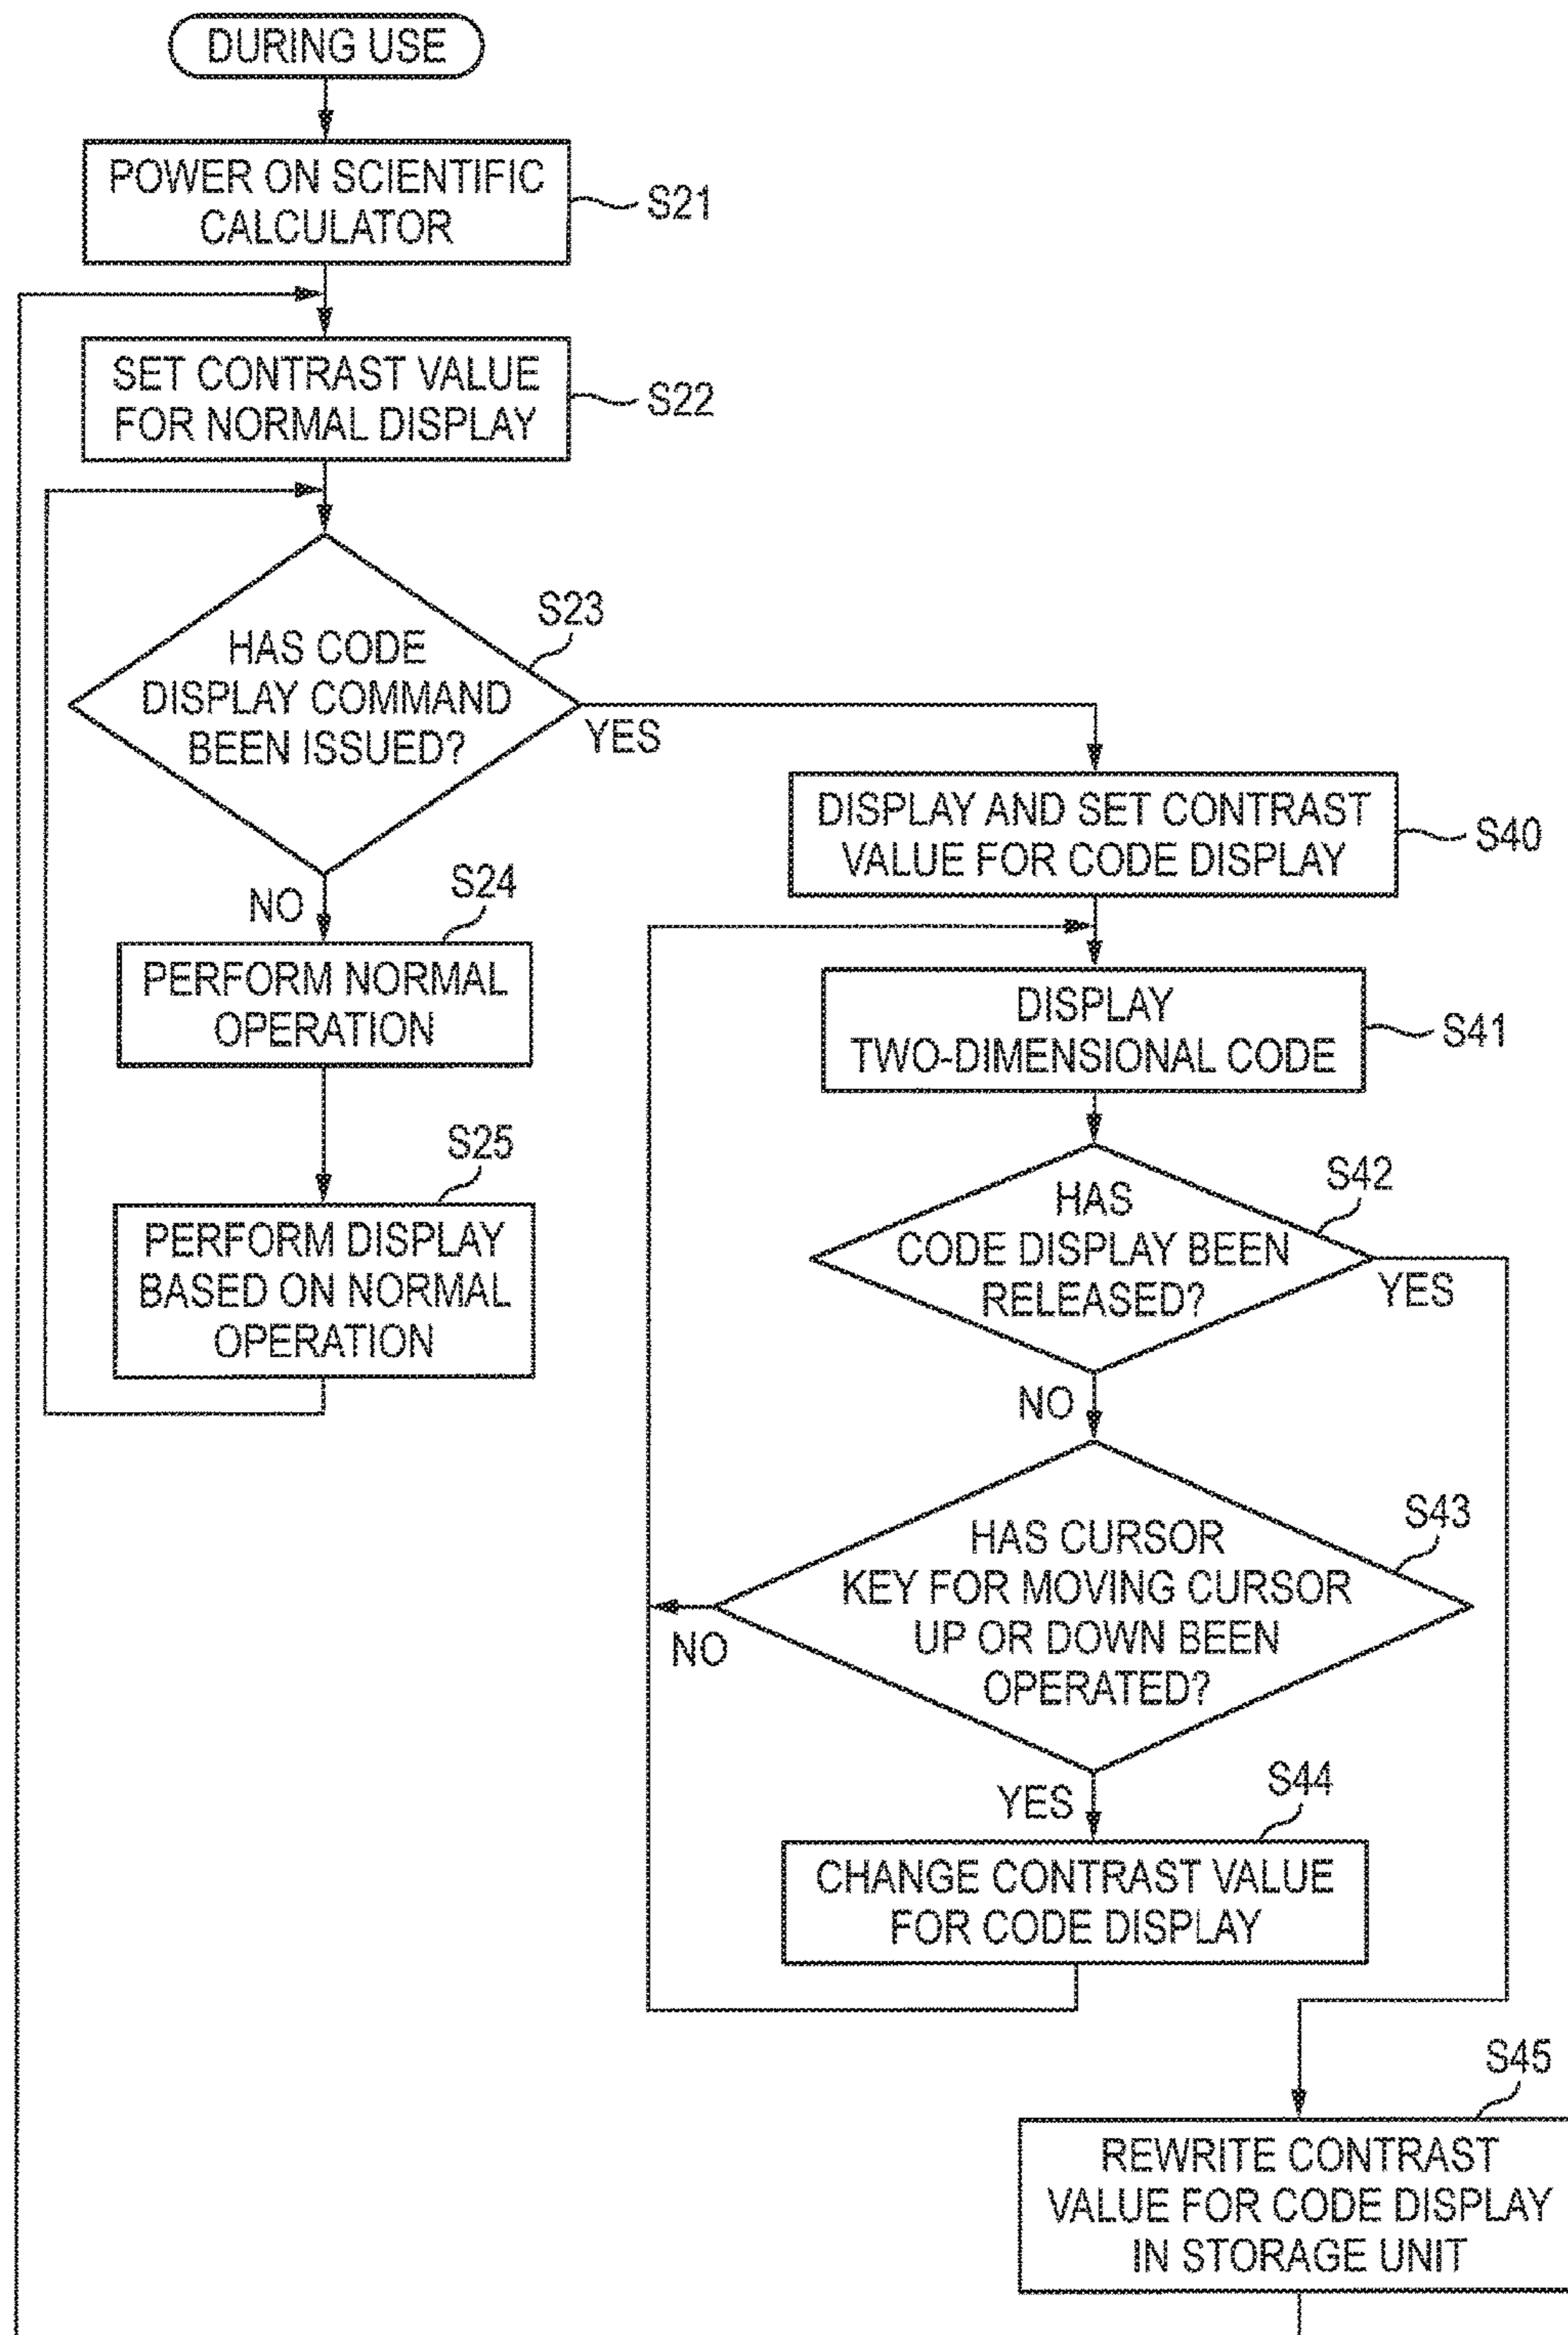 DURING USE
POWER ON SCIENTIFIC
CALCULATOR
S21
SET CONTRAST VALUE
FOR NORMAL DISPLAY
S22
S23
HAS CODE
DISPLAY COMMAND
BEEN ISSUED?
YES
NO
S24
PERFORM NORMAL
OPERATION
S25
PERFORM DISPLAY
BASED ON NORMAL
OPERATION
DISPLAY AND SET CONTRAST
VALUE FOR CODE DISPLAY
S40
DISPLAY
TWO-DIMENSIONAL CODE
S41
S42
HAS
CODE DISPLAY BEEN
RELEASED?
YES
NO
S43
HAS CURSOR
KEY FOR MOVING CURSOR
UP OR DOWN BEEN
OPERATED?
NO
YES
S44
CHANGE CONTRAST VALUE
FOR CODE DISPLAY
S45
REWRITE CONTRAST
VALUE FOR CODE DISPLAY
IN STORAGE UNIT